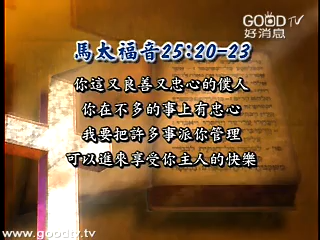 GOOD TV
好消息
馬太福音25:20-23
你這又良善又忠心的僕人
你在不多的事上有忠心
我要把許多事派你管理
可以進來享受你主人的快樂
www.goodtv.tv